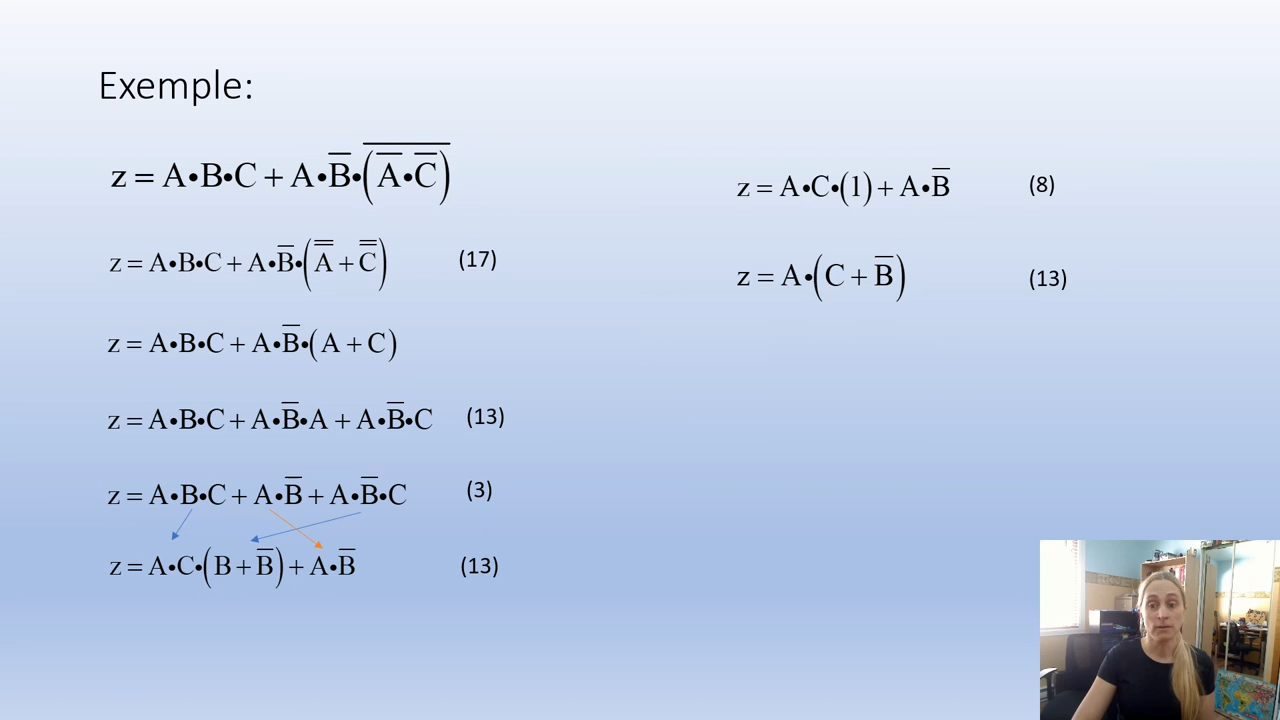 Exemple:
z = A•B•C + A•B̅•(A̅•C̅)̅
z = A•B•C + A•B̅•(A̿ + C̿) (17)
z = A•B•C + A•B̅•(A + C)
z = A•B•C + A•B̅•A + A•B̅•C (13)
z = A•B•C + A•B̅ + A•B̅•C (3)
z = A•C•(B + B̅) + A•B̅ (13)
z = A•C•(1) + A•B̅ (8)
z = A•(C + B̅) (13)